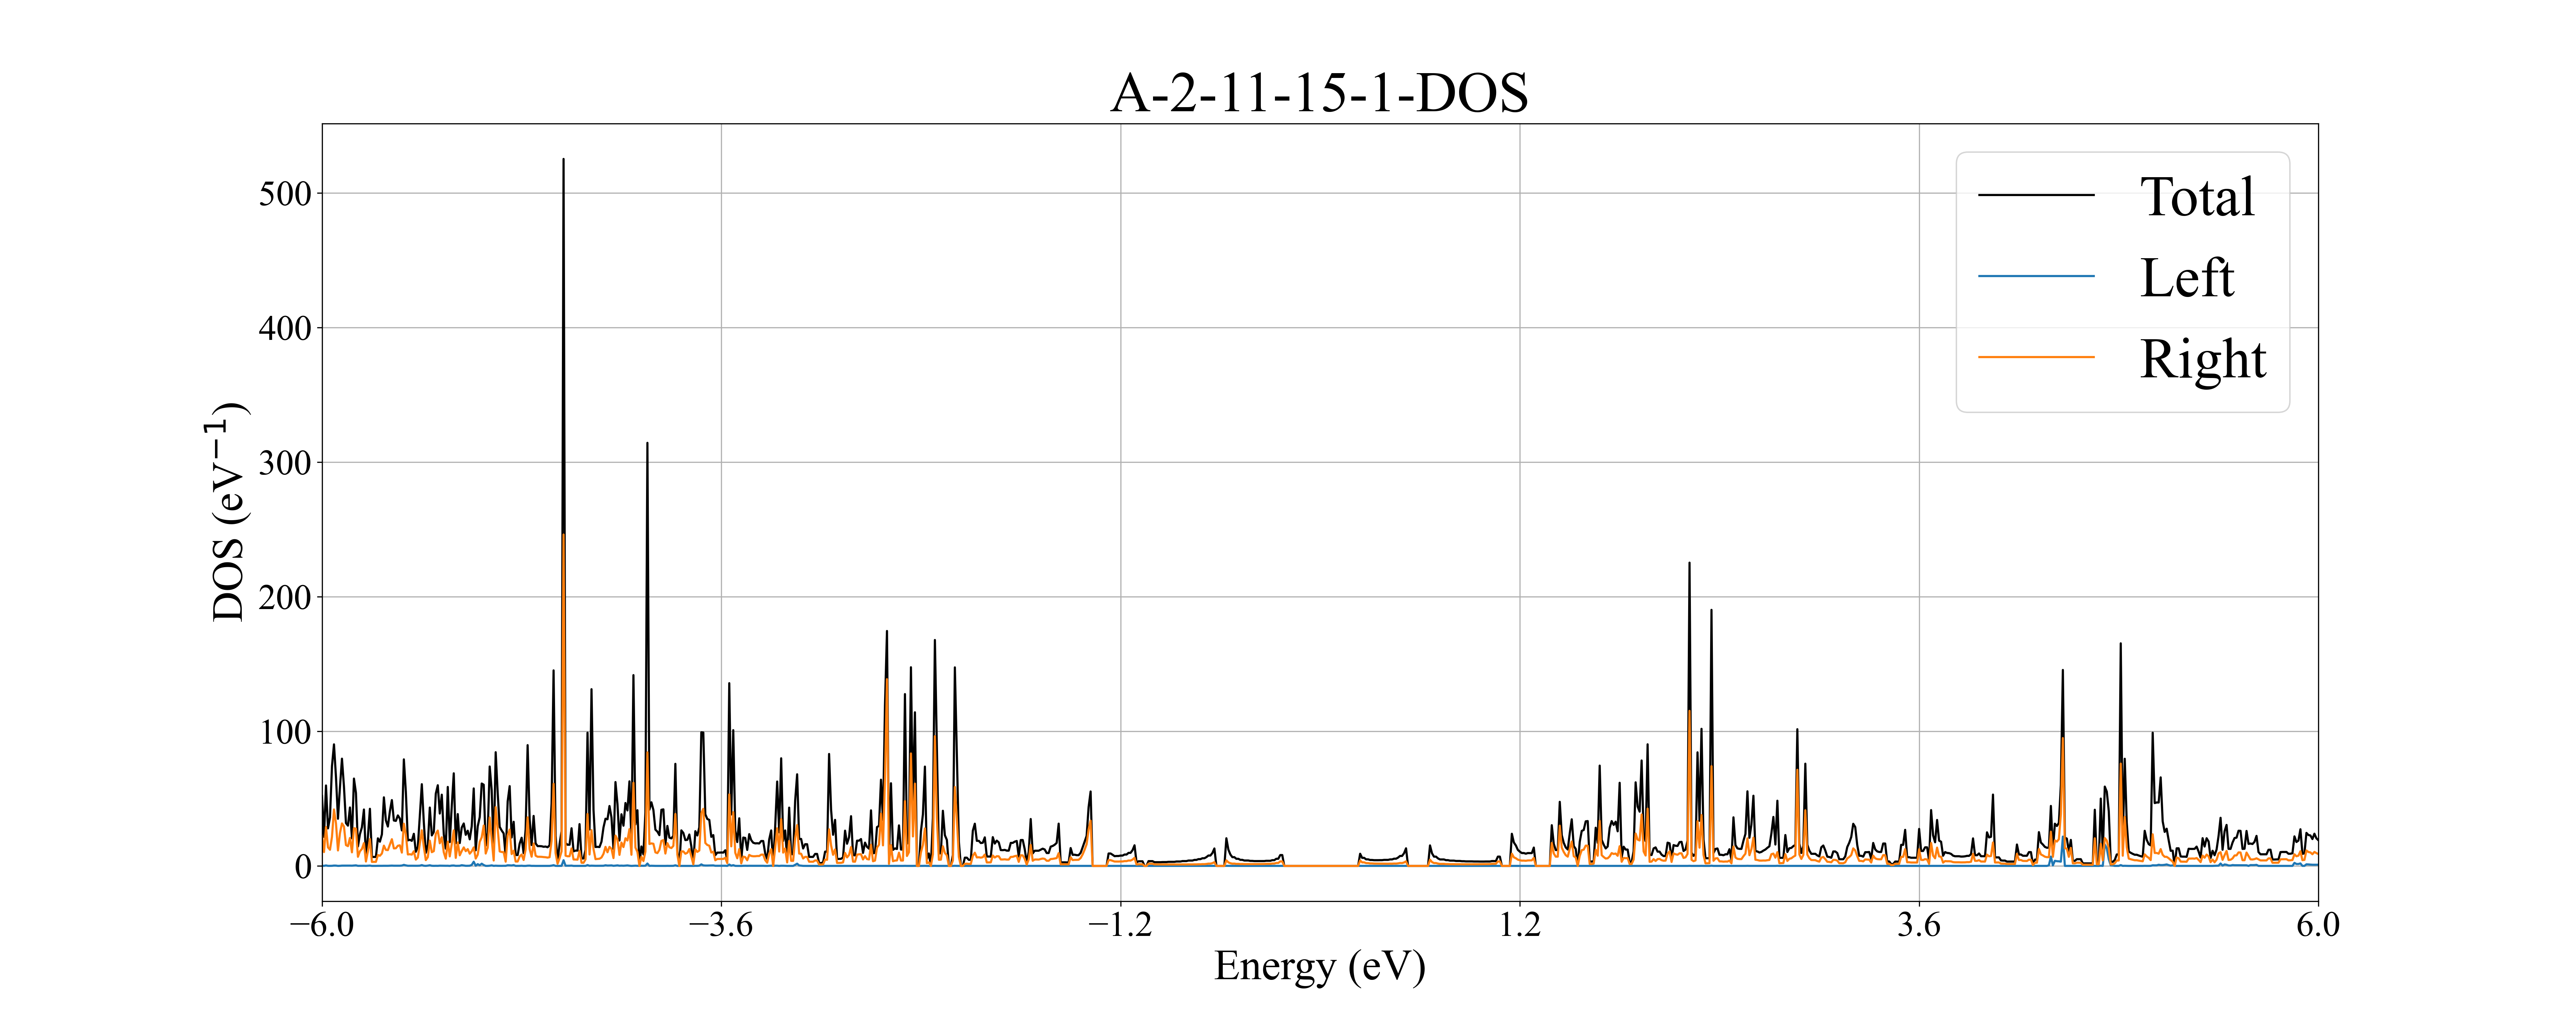 A-2-11-15-1-DOS
Total
Left
Right
DOS (eV⁻¹)
500
400
300
200
100
0
−6.0 −3.6 −1.2 1.2 3.6 6.0
Energy (eV)